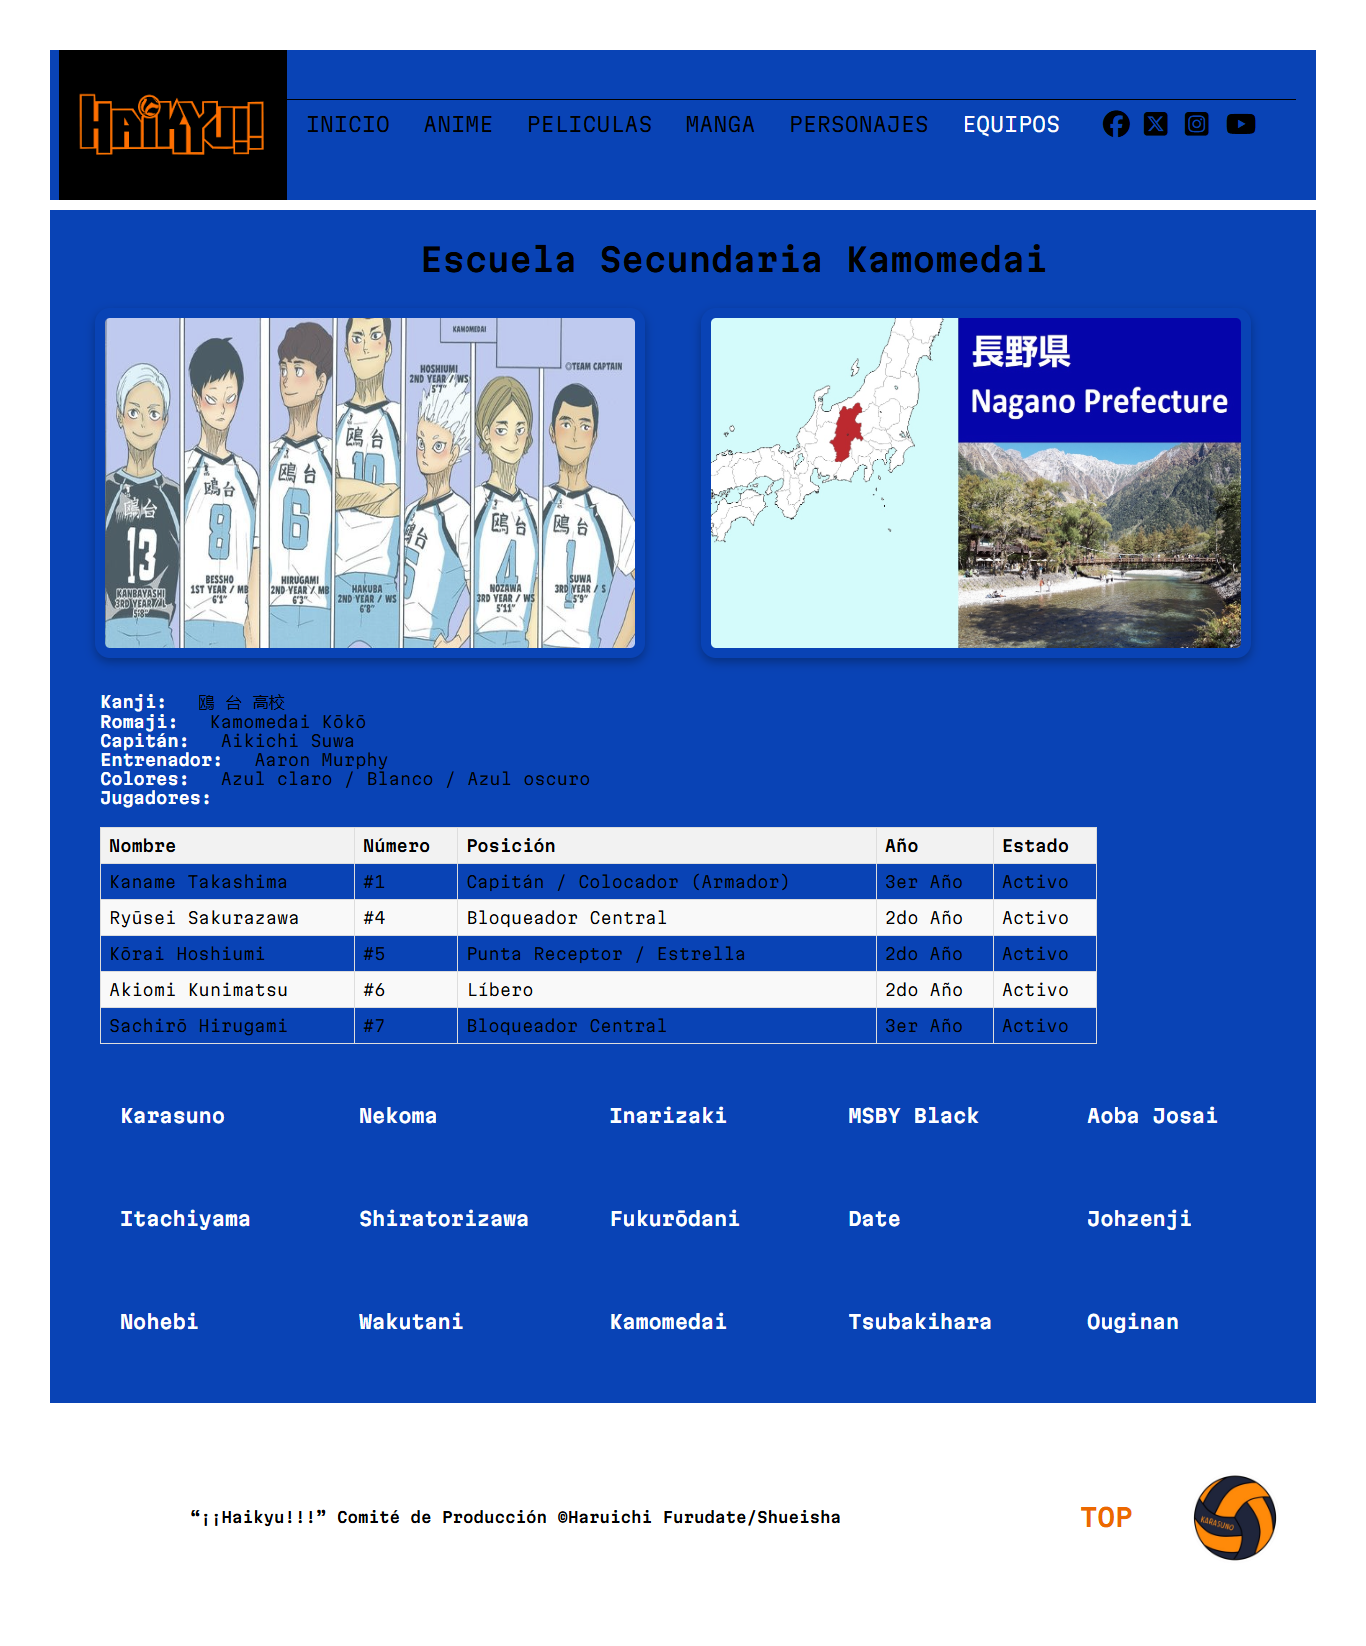 HAIKYU!!
INICIO ANIME PELICULAS MANGA PERSONAJES EQUIPOS
Escuela Secundaria Kamomedai
KAMOMEDAI
HOSHIUMI
2ND YEAR / WS
5'7"
TEAM CAPTAIN
鴎台
13
KANBAYASHI
3RD YEAR / L
5'8"
鴎台
8
BESSHO
1ST YEAR / MB
6'1"
鴎台
6
HIRUGAMI
2ND YEAR / MB
6'3"
鴎台
10
HAKUBA
2ND YEAR / WS
6'8"
台
5
鴎台
4
NOZAWA
3RD YEAR / WS
5'11"
鴎台
1
SUWA
3RD YEAR / S
5'9"
長野県
Nagano Prefecture
Kanji: 鴎 台 高校
Romaji: Kamomedai Kōkō
Capitán: Aikichi Suwa
Entrenador: Aaron Murphy
Colores: Azul claro / Blanco / Azul oscuro
Jugadores:
Nombre Número Posición Año Estado
Kaname Takashima #1 Capitán / Colocador (Armador) 3er Año Activo
Ryūsei Sakurazawa #4 Bloqueador Central 2do Año Activo
Kōrai Hoshiumi #5 Punta Receptor / Estrella 2do Año Activo
Akiomi Kunimatsu #6 Líbero 2do Año Activo
Sachirō Hirugami #7 Bloqueador Central 3er Año Activo
Karasuno Nekoma Inarizaki MSBY Black Aoba Josai
Itachiyama Shiratorizawa Fukurōdani Date Johzenji
Nohebi Wakutani Kamomedai Tsubakihara Ouginan
“¡¡Haikyu!!!” Comité de Producción ©Haruichi Furudate/Shueisha
TOP
KARASUNO